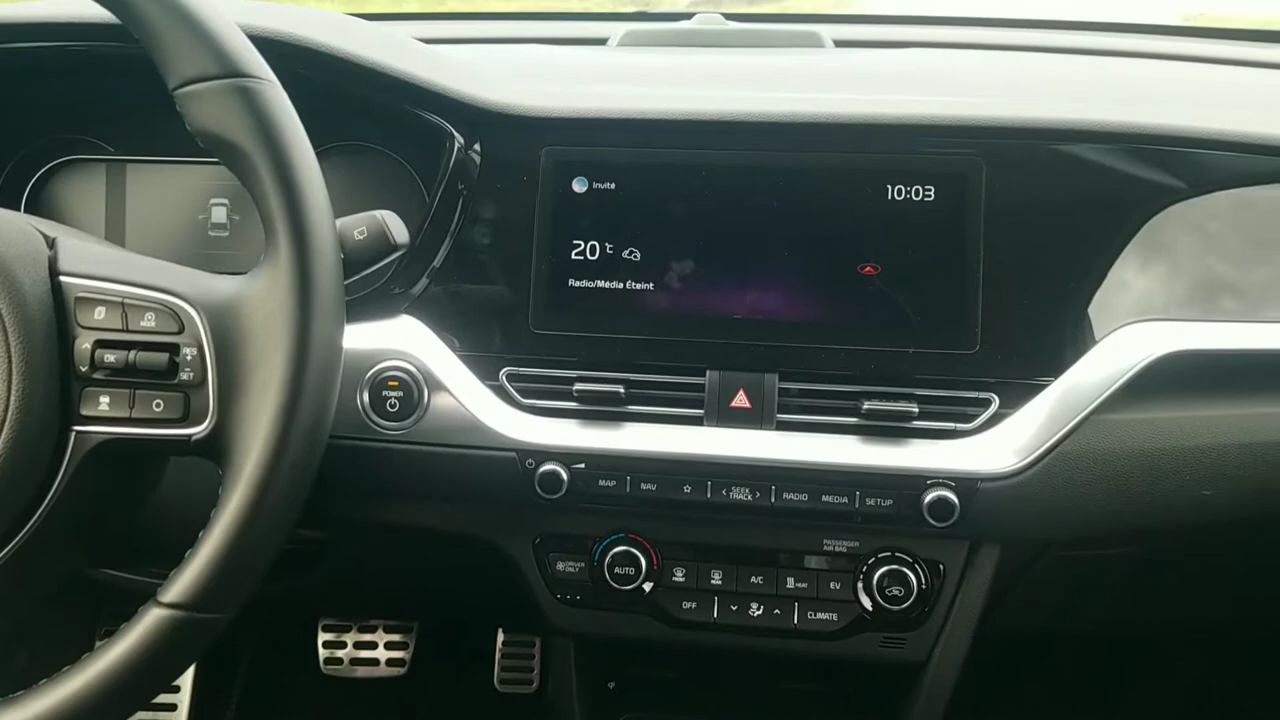 Invité
10:03
20 °C
Radio/Média Éteint
MODE
OK
RES
+
−
SET
POWER
MAP
NAV
SEEK
TRACK
RADIO
MEDIA
SETUP
PASSENGER
AIR BAG
DRIVER
ONLY
AUTO
FRONT
REAR
A/C
HEAT
EV
OFF
CLIMATE
qi